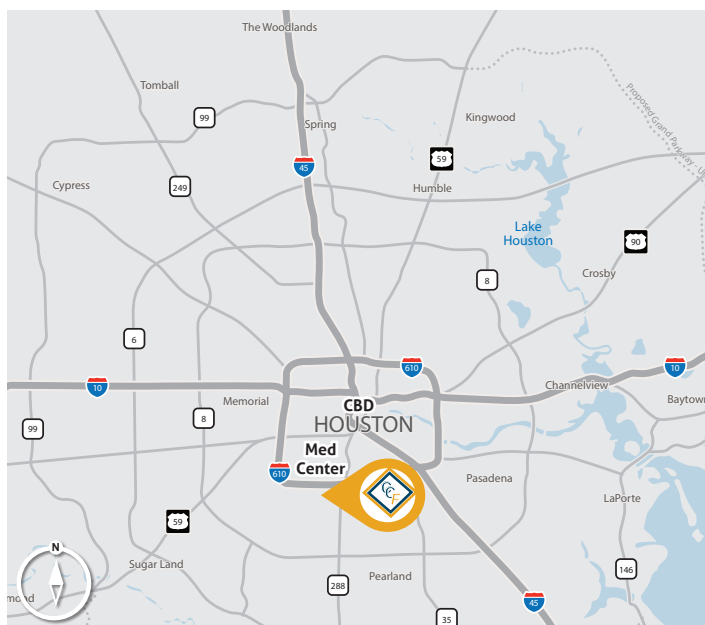 The Woodlands
Tomball
99
Spring
Kingwood
Proposed Grand Parkway - U
45
59
Humble
Cypress
249
Lake
Houston
90
Crosby
8
6
610
10
10
Channelview
Memorial
CBD
HOUSTON
Baytown
99
8
Med
Center
610
CCF
Pasadena
LaPorte
59
N
Sugar Land
mond
288
Pearland
146
45
35